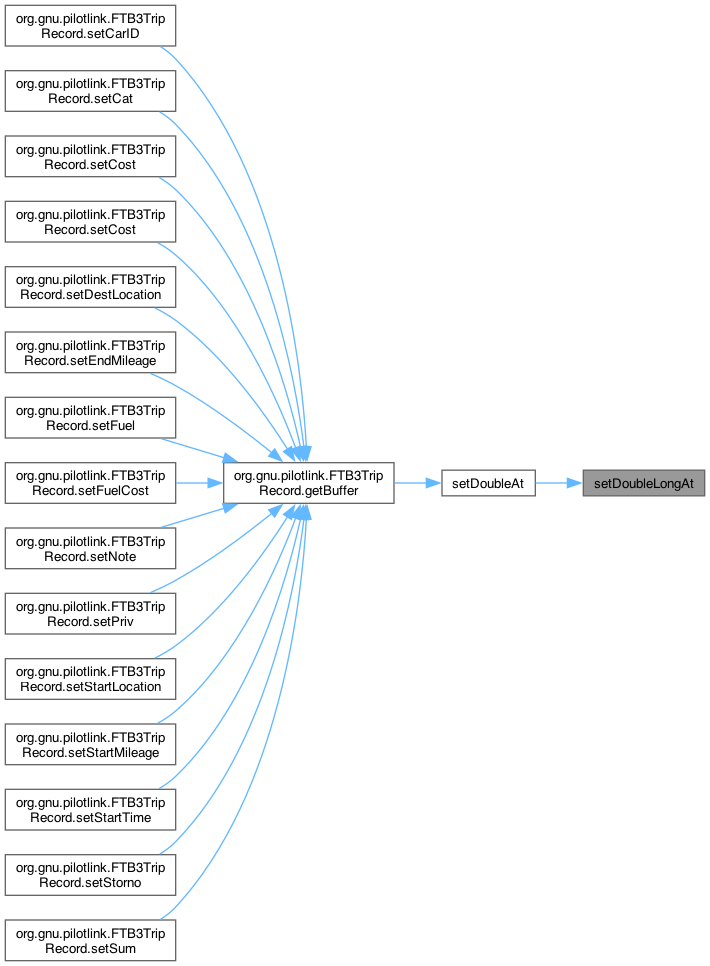 org.gnu.pilotlink.FTB3Trip
Record.setCarID
org.gnu.pilotlink.FTB3Trip
Record.setCat
org.gnu.pilotlink.FTB3Trip
Record.setCost
org.gnu.pilotlink.FTB3Trip
Record.setCost
org.gnu.pilotlink.FTB3Trip
Record.setDestLocation
org.gnu.pilotlink.FTB3Trip
Record.setEndMileage
org.gnu.pilotlink.FTB3Trip
Record.setFuel
org.gnu.pilotlink.FTB3Trip
Record.setFuelCost
org.gnu.pilotlink.FTB3Trip
Record.setNote
org.gnu.pilotlink.FTB3Trip
Record.setPriv
org.gnu.pilotlink.FTB3Trip
Record.setStartLocation
org.gnu.pilotlink.FTB3Trip
Record.setStartMileage
org.gnu.pilotlink.FTB3Trip
Record.setStartTime
org.gnu.pilotlink.FTB3Trip
Record.setStorno
org.gnu.pilotlink.FTB3Trip
Record.setSum
org.gnu.pilotlink.FTB3Trip
Record.getBuffer
setDoubleAt
setDoubleLongAt